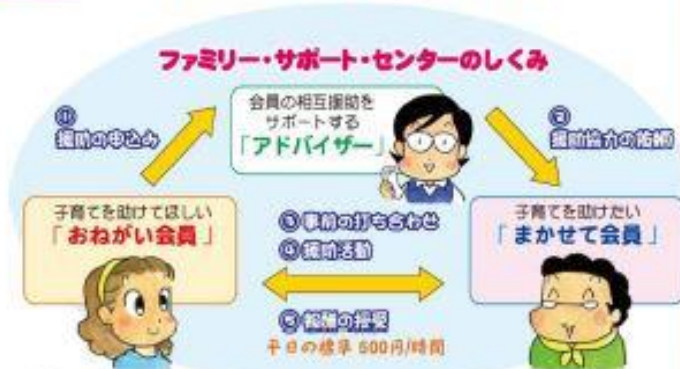 ファミリー・サポート・センターのしくみ
会員の相互援助を
サポートする
「アドバイザー」
①
援助の申込み
②
援助協力の依頼
子育てを助けてほしい
「おねがい会員」
③事前の打ち合わせ
④援助活動
子育てを助けたい
「まかせて会員」
⑤報酬の授受
平日の標準 500円/時間